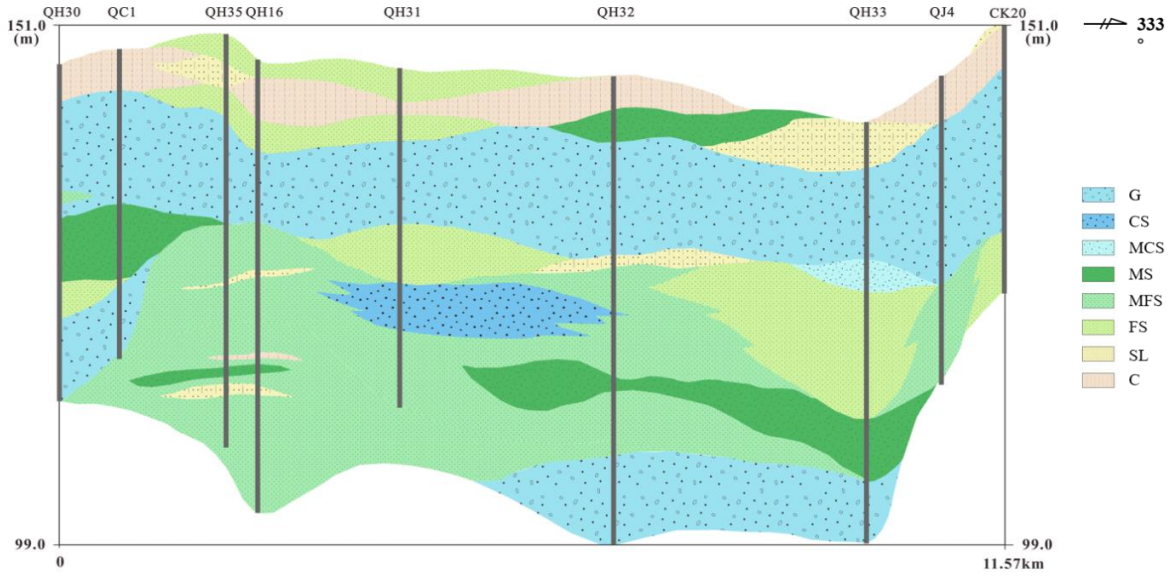 QH30 QC1 QH35 QH16 QH31 QH32 QH33 QJ4 CK20
151.0 151.0 333
(m) (m) °
G
CS
MCS
MS
MFS
FS
SL
C
99.0 99.0
0 11.57km